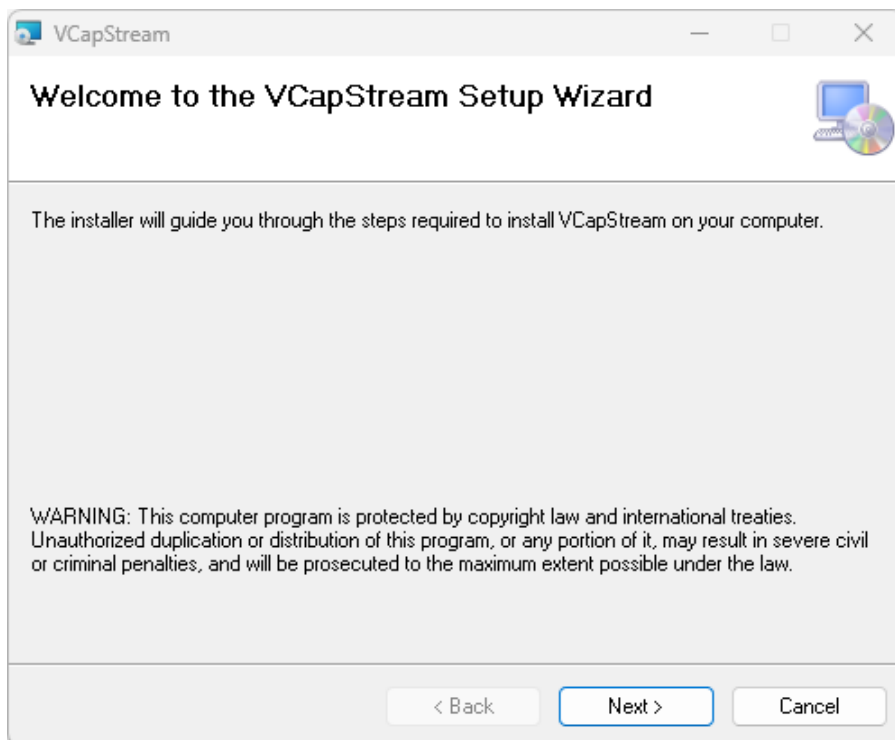 VCapStream
Welcome to the VCapStream Setup Wizard
The installer will guide you through the steps required to install VCapStream on your computer.
WARNING: This computer program is protected by copyright law and international treaties.
Unauthorized duplication or distribution of this program, or any portion of it, may result in severe civil
or criminal penalties, and will be prosecuted to the maximum extent possible under the law.
< Back
Next >
Cancel